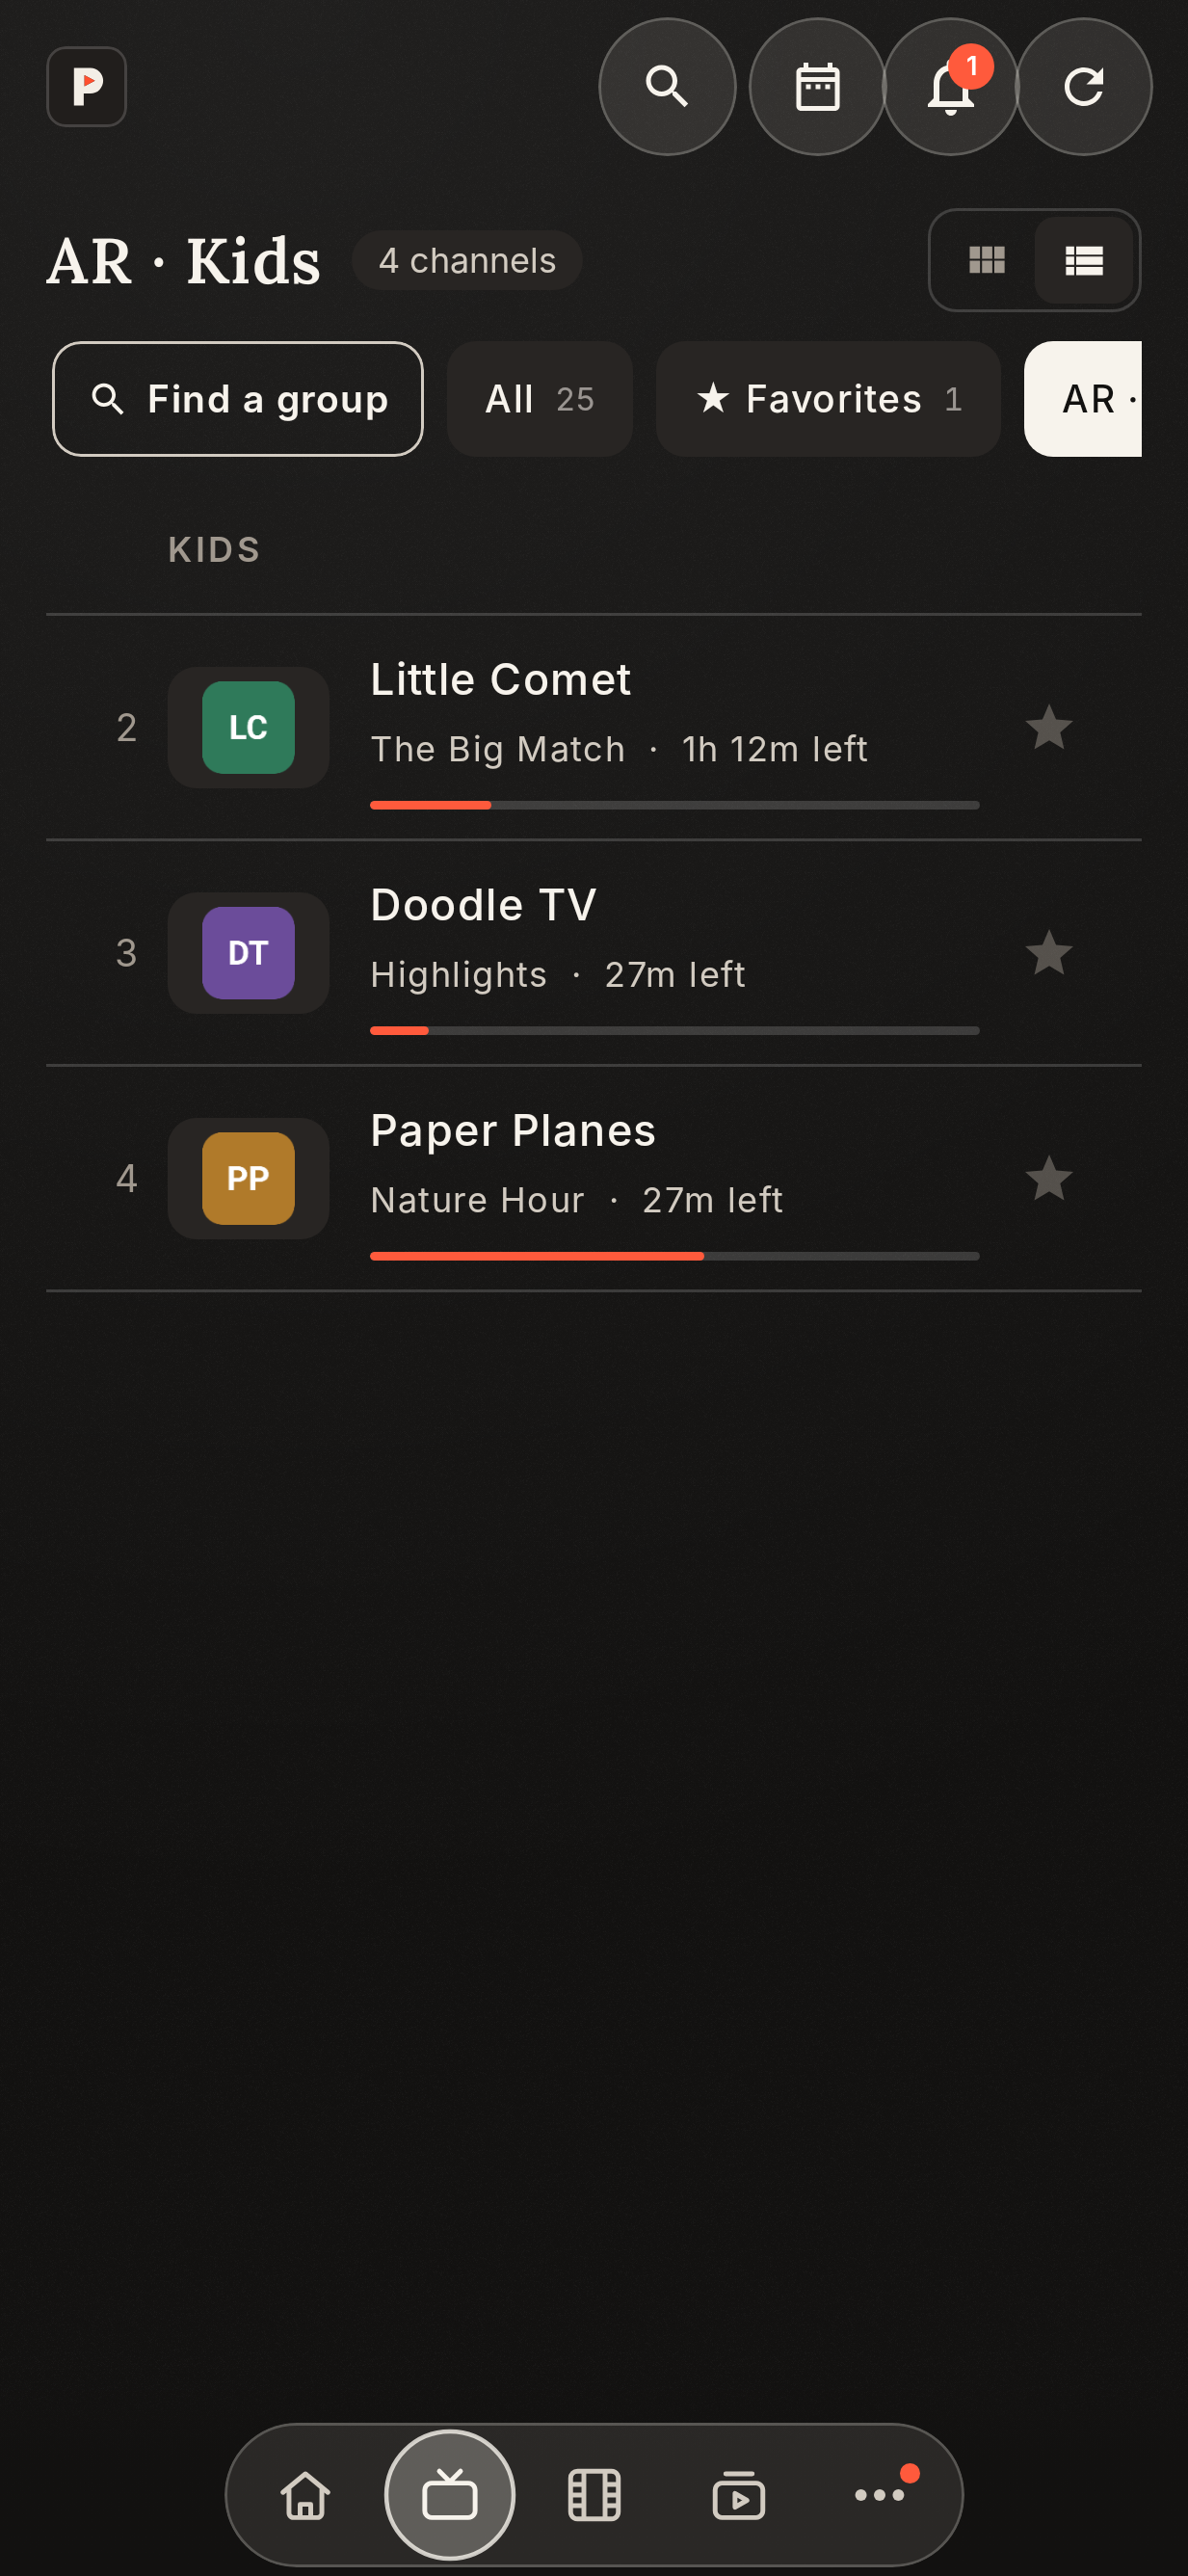 P
1
AR · Kids
4 channels
Find a group
All 25
★ Favorites 1
AR ·
KIDS
2
LC
Little Comet
The Big Match · 1h 12m left
3
DT
Doodle TV
Highlights · 27m left
4
PP
Paper Planes
Nature Hour · 27m left